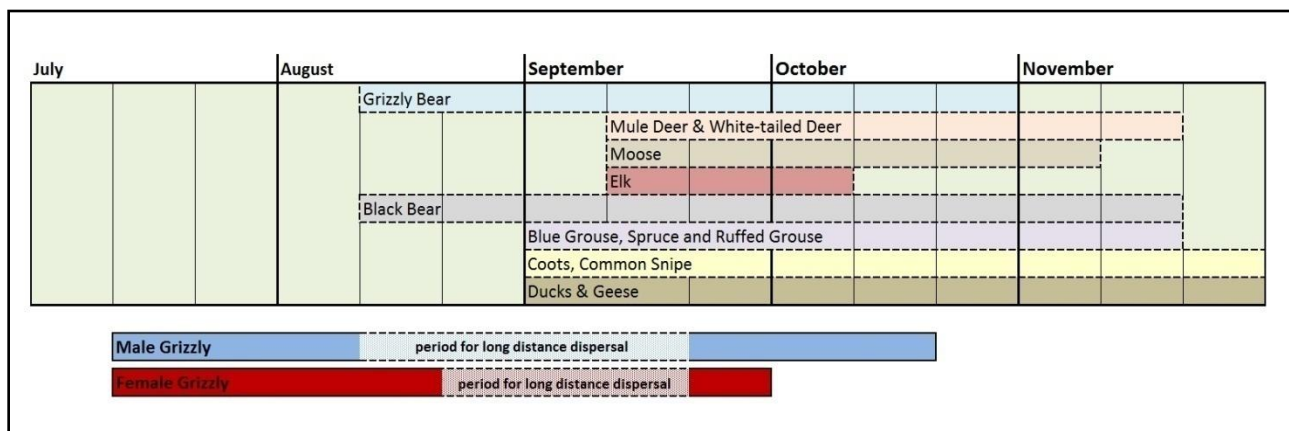 July August September October November
Grizzly Bear
Mule Deer & White-tailed Deer
Moose
Elk
Black Bear
Blue Grouse, Spruce and Ruffed Grouse
Coots, Common Snipe
Ducks & Geese
Male Grizzly period for long distance dispersal
Female Grizzly period for long distance dispersal